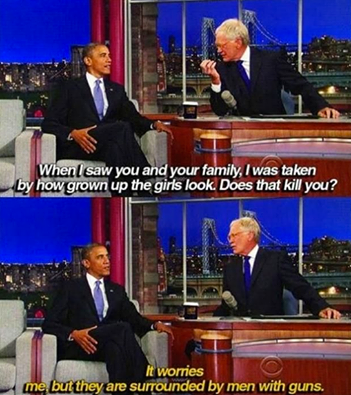 When I saw you and your family, I was taken
by how grown up the girls look. Does that kill you?
It worries
me, but they are surrounded by men with guns.